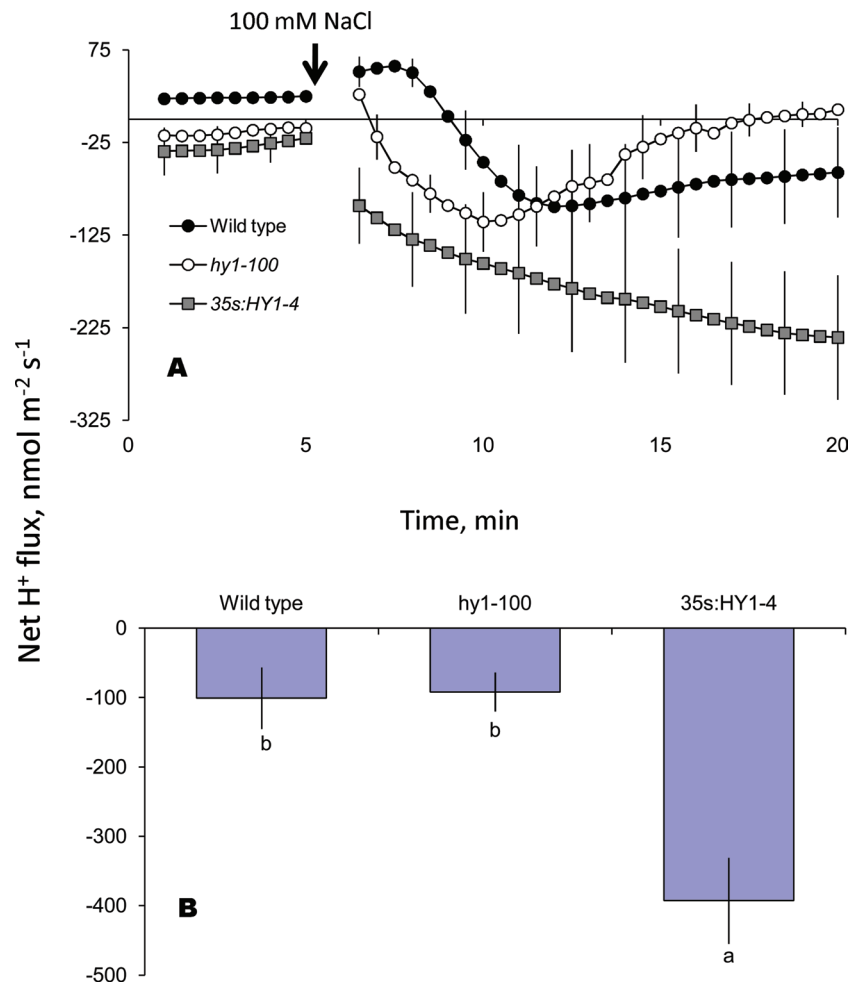 100 mM NaCl
75
-25
-125
-225
-325
Wild type
hy1-100
35s:HY1-4
A
0 5 10 15 20
Time, min
Net H⁺ flux, nmol m⁻² s⁻¹
Wild type hy1-100 35s:HY1-4
0
-100
-200
-300
-400
-500
b b a
B